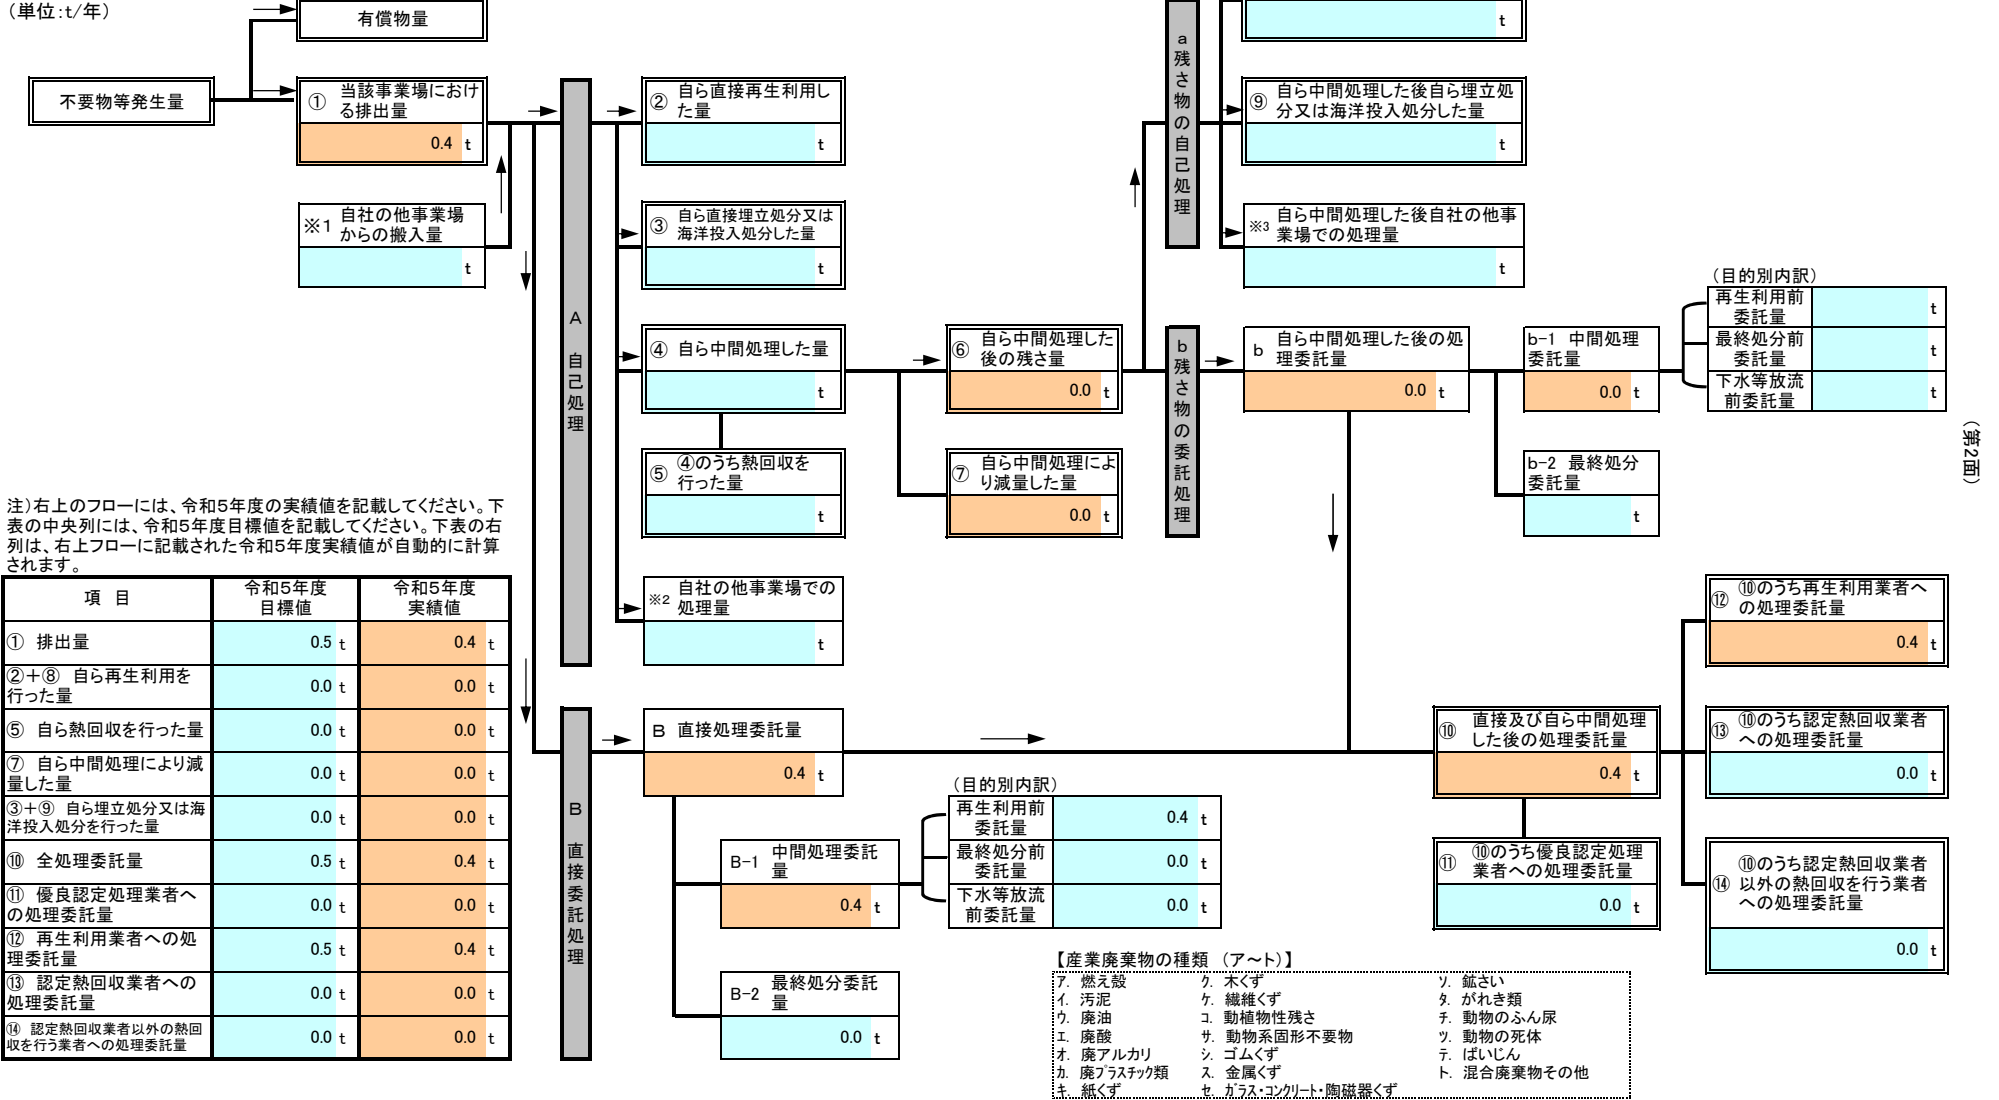 （単位:t/年）
有償物量
不要物等発生量
① 当該事業場におけ
る排出量
0.4 t
※1 自社の他事業場
からの搬入量
t
A 自己処理
② 自ら直接再生利用し
た量
t
③ 自ら直接埋立処分又は
海洋投入処分した量
t
④ 自ら中間処理した量
t
⑤ ④のうち熱回収を
行った量
t
※2 自社の他事業場での
処理量
t
⑥ 自ら中間処理した
後の残さ量
0.0 t
⑦ 自ら中間処理によ
り減量した量
0.0 t
a 残さ物の自己処理
t
⑨ 自ら中間処理した後自ら埋立処
分又は海洋投入処分した量
t
※3 自ら中間処理した後自社の他事
業場での処理量
t
b 残さ物の委託処理
b 自ら中間処理した後の処
理委託量
0.0 t
b-1 中間処理
委託量
0.0 t
（目的別内訳）
再生利用前
委託量 t
最終処分前
委託量 t
下水等放流
前委託量 t
b-2 最終処分
委託量
t
（第2面）
注）右上のフローには、令和5年度の実績値を記載してください。下
表の中央列には、令和5年度目標値を記載してください。下表の右
列は、右上フローに記載された令和5年度実績値が自動的に計算
されます。
項 目 令和5年度
目標値 令和5年度
実績値
① 排出量 0.5 t 0.4 t
②＋⑧ 自ら再生利用を
行った量 0.0 t 0.0 t
⑤ 自ら熱回収を行った量 0.0 t 0.0 t
⑦ 自ら中間処理により減
量した量 0.0 t 0.0 t
③＋⑨ 自ら埋立処分又は海
洋投入処分を行った量 0.0 t 0.0 t
⑩ 全処理委託量 0.5 t 0.4 t
⑪ 優良認定処理業者へ
の処理委託量 0.0 t 0.0 t
⑫ 再生利用業者への処
理委託量 0.5 t 0.4 t
⑬ 認定熱回収業者への
処理委託量 0.0 t 0.0 t
⑭ 認定熱回収業者以外の熱回
収を行う業者への処理委託量 0.0 t 0.0 t
B 直接委託処理
B 直接処理委託量
0.4 t
B-1 中間処理委託
量
0.4 t
（目的別内訳）
再生利用前
委託量 0.4 t
最終処分前
委託量 0.0 t
下水等放流
前委託量 0.0 t
B-2 最終処分委託
量
0.0 t
⑩ 直接及び自ら中間処理
した後の処理委託量
0.4 t
⑪ ⑩のうち優良認定処理
業者への処理委託量
0.0 t
⑫ ⑩のうち再生利用業者へ
の処理委託量
0.4 t
⑬ ⑩のうち認定熱回収業者
への処理委託量
0.0 t
⑭ ⑩のうち認定熱回収業者
以外の熱回収を行う業者
への処理委託量
0.0 t
【産業廃棄物の種類 （ア～ト）】
ア. 燃え殻 ク. 木くず ソ. 鉱さい
イ. 汚泥 ケ. 繊維くず タ. がれき類
ウ. 廃油 コ. 動植物性残さ チ. 動物のふん尿
エ. 廃酸 サ. 動物系固形不要物 ツ. 動物の死体
オ. 廃アルカリ シ. ゴムくず テ. ばいじん
カ. 廃プラスチック類 ス. 金属くず ト. 混合廃棄物その他
キ. 紙くず セ. ガラス・コンクリート・陶磁器くず